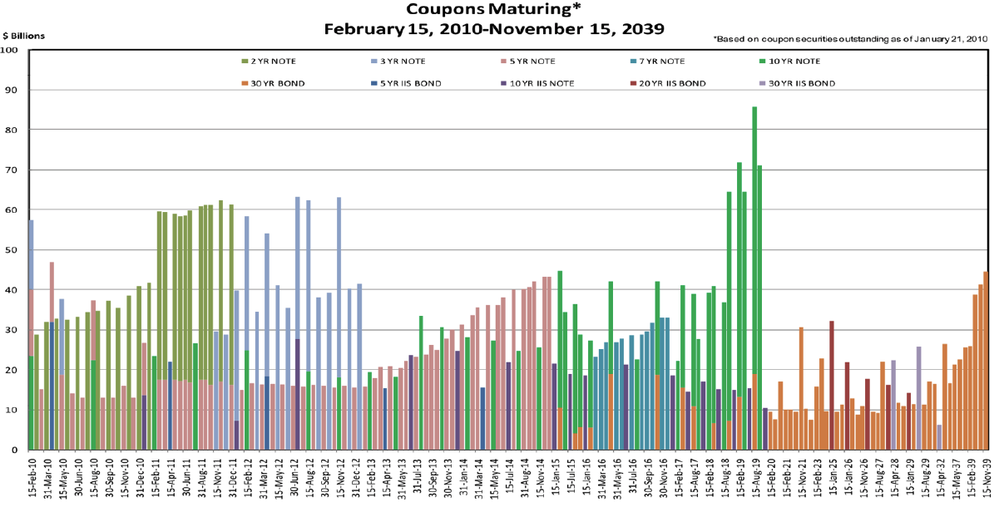 Coupons Maturing*
February 15, 2010-November 15, 2039
$ Billions
*Based on coupon securities outstanding as of January 21, 2010
100
2 YR NOTE
3 YR NOTE
5 YR NOTE
7 YR NOTE
10 YR NOTE
30 YR BOND
5 YR IIS BOND
10 YR IIS NOTE
20 YR IIS BOND
30 YR IIS BOND
90
80
70
60
50
40
30
20
10
0
15-Feb-10
31-Mar-10
15-May-10
30-Jun-10
15-Aug-10
30-Sep-10
15-Nov-10
31-Dec-10
15-Feb-11
15-Apr-11
30-Jun-11
31-Aug-11
15-Nov-11
31-Dec-11
15-Feb-12
31-Mar-12
15-May-12
30-Jun-12
15-Aug-12
30-Sep-12
15-Nov-12
31-Dec-12
15-Feb-13
15-Apr-13
31-May-13
31-Jul-13
30-Sep-13
30-Nov-13
31-Jan-14
31-Mar-14
15-May-14
15-Jul-14
15-Aug-14
31-Oct-14
15-Nov-14
15-Jan-15
15-Jul-15
15-Jan-16
31-Mar-16
15-May-16
31-Jul-16
30-Sep-16
30-Nov-16
15-Feb-17
15-Aug-17
15-Feb-18
15-Aug-18
15-Feb-19
15-Aug-19
15-Feb-20
15-Feb-21
15-Nov-21
15-Feb-23
15-Jan-25
15-Jan-26
15-Nov-26
15-Aug-27
15-Apr-28
15-Jan-29
15-Aug-29
15-Apr-32
15-May-37
15-Feb-39
15-Nov-39